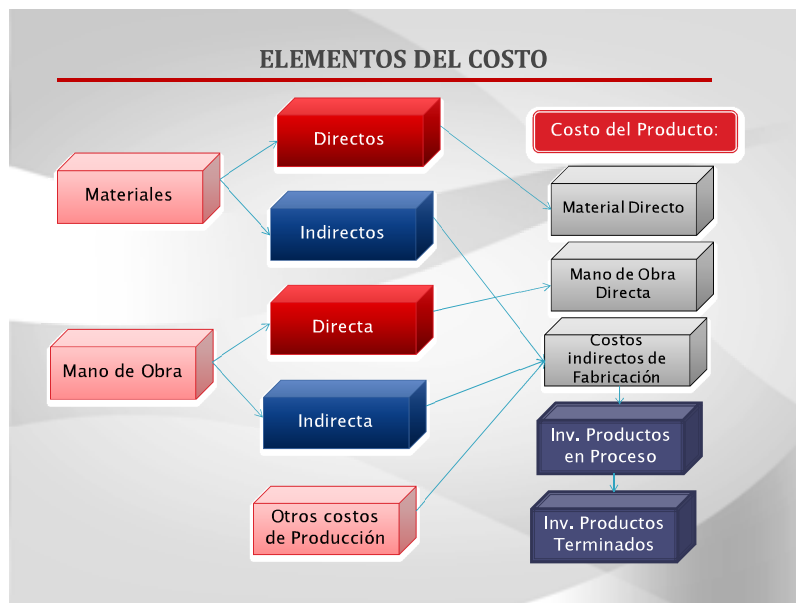 ELEMENTOS DEL COSTO
Directos
Costo del Producto:
Materiales
Material Directo
Indirectos
Mano de Obra
Directa
Directa
Costos
indirectos de
Fabricación
Mano de Obra
Indirecta
Inv. Productos
en Proceso
Otros costos
de Producción
Inv. Productos
Terminados